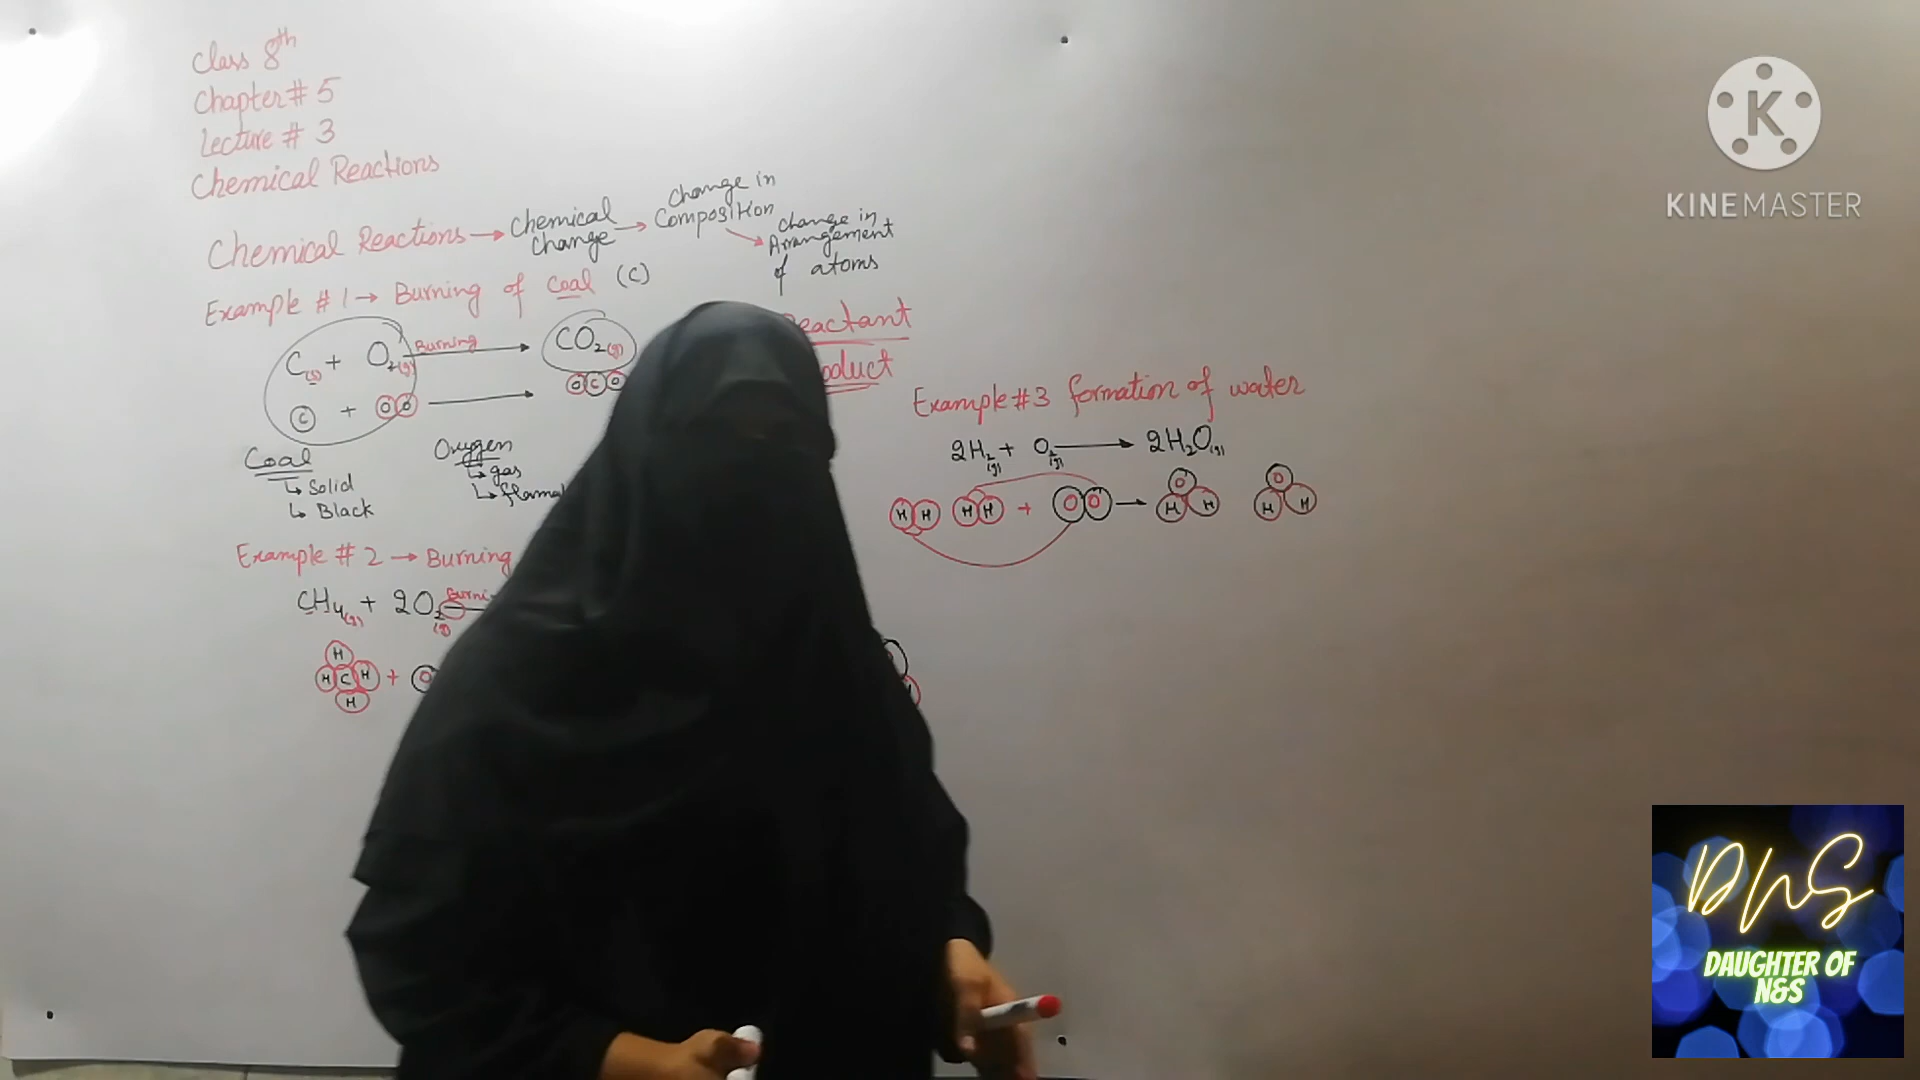 Class 8th
Chapter # 5
Lecture # 3
Chemical Reactions
Chemical Reactions → Chemical Change → Change in Composition → Change in Arrangement of atoms
Example # 1 → Burning of Coal (C)
C(s) + O2(g) Burning → CO2(g)
C + O O → O C O
Reactant
Product
Coal
↳ Solid
↳ Black
Oxygen
↳ gas
Example # 2 → Burning
CH4(g) + 2O2(g)
H
H C H + O
H
Example #3 formation of water
2H2(g) + O2(g) → 2H2O(g)
H H H H + O O → O H H O H H
K
KINEMASTER
DNS
DAUGHTER OF
N&S